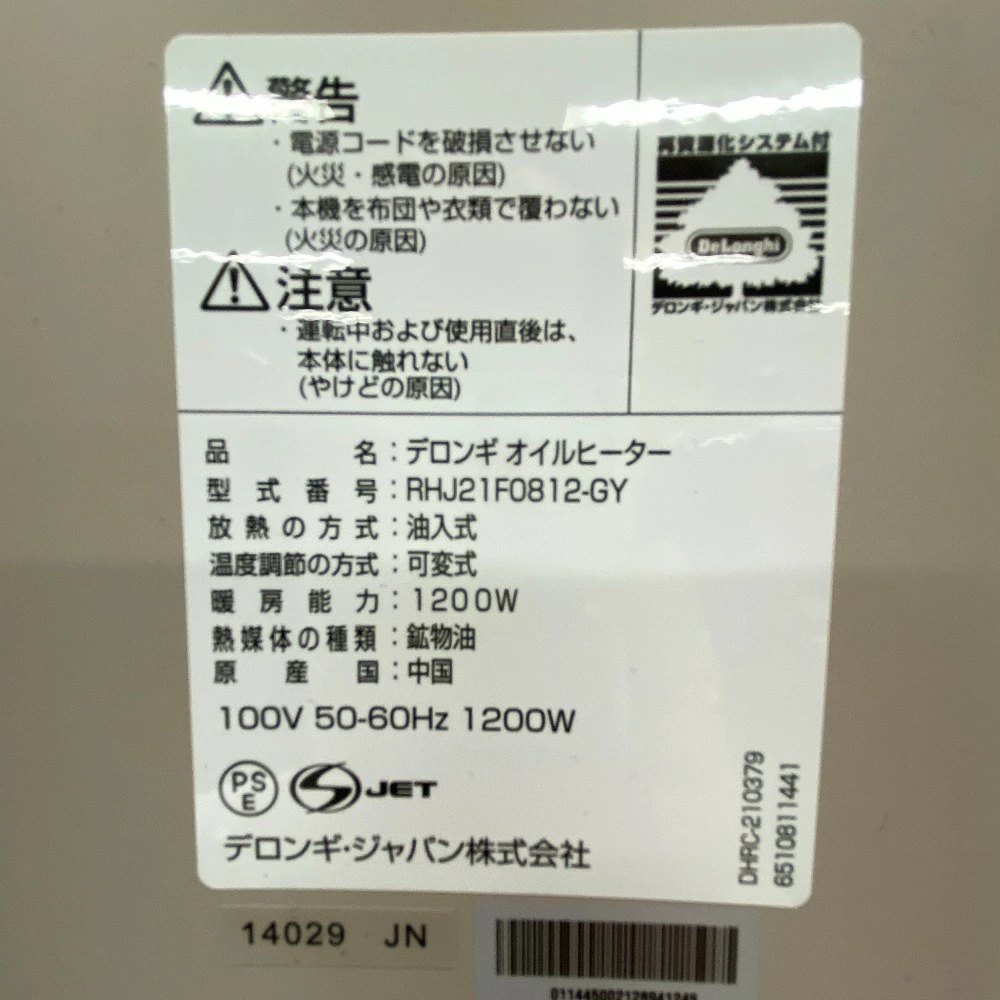 警告
・電源コードを破損させない
(火災・感電の原因)
・本機を布団や衣類で覆わない
(火災の原因)
注意
・運転中および使用直後は、
本体に触れない
(やけどの原因)
再資源化システム付
DeLonghi
デロンギ・ジャパン株式会社
品名：デロンギ オイルヒーター
型式番号：RHJ21F0812-GY
放熱の方式：油入式
温度調節の方式：可変式
暖房能力：1200W
熱媒体の種類：鉱物油
原産国：中国
100V 50-60Hz 1200W
PSE
S JET
デロンギ・ジャパン株式会社
DHRC-210379
6510811441
14029 JN